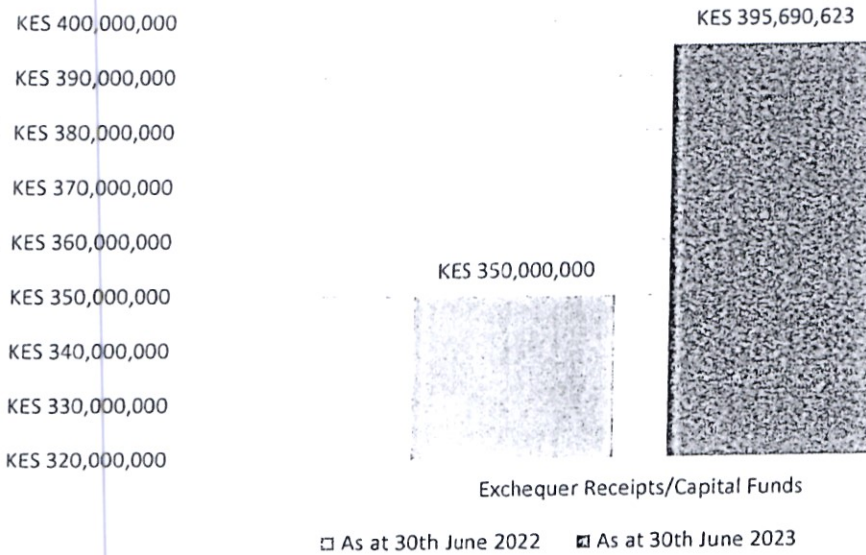 KES 400,000,000
KES 395,690,623
KES 390,000,000
KES 380,000,000
KES 370,000,000
KES 360,000,000
KES 350,000,000
KES 350,000,000
KES 340,000,000
KES 330,000,000
KES 320,000,000
Exchequer Receipts/Capital Funds
As at 30th June 2022 As at 30th June 2023